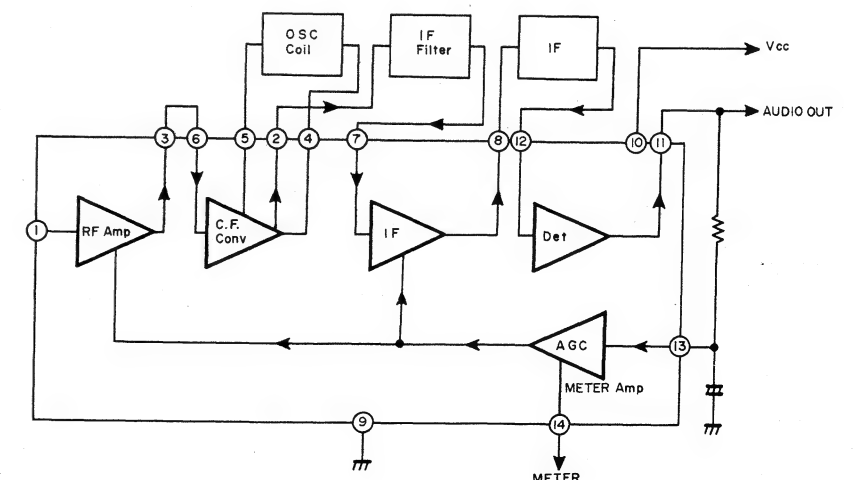 OSC
Coil
IF
Filter
IF
Vcc
AUDIO OUT
3
6
5
2
4
7
8
12
10
11
1
RF Amp
C.F.
Conv
IF
Det
AGC
13
METER Amp
9
14
METER